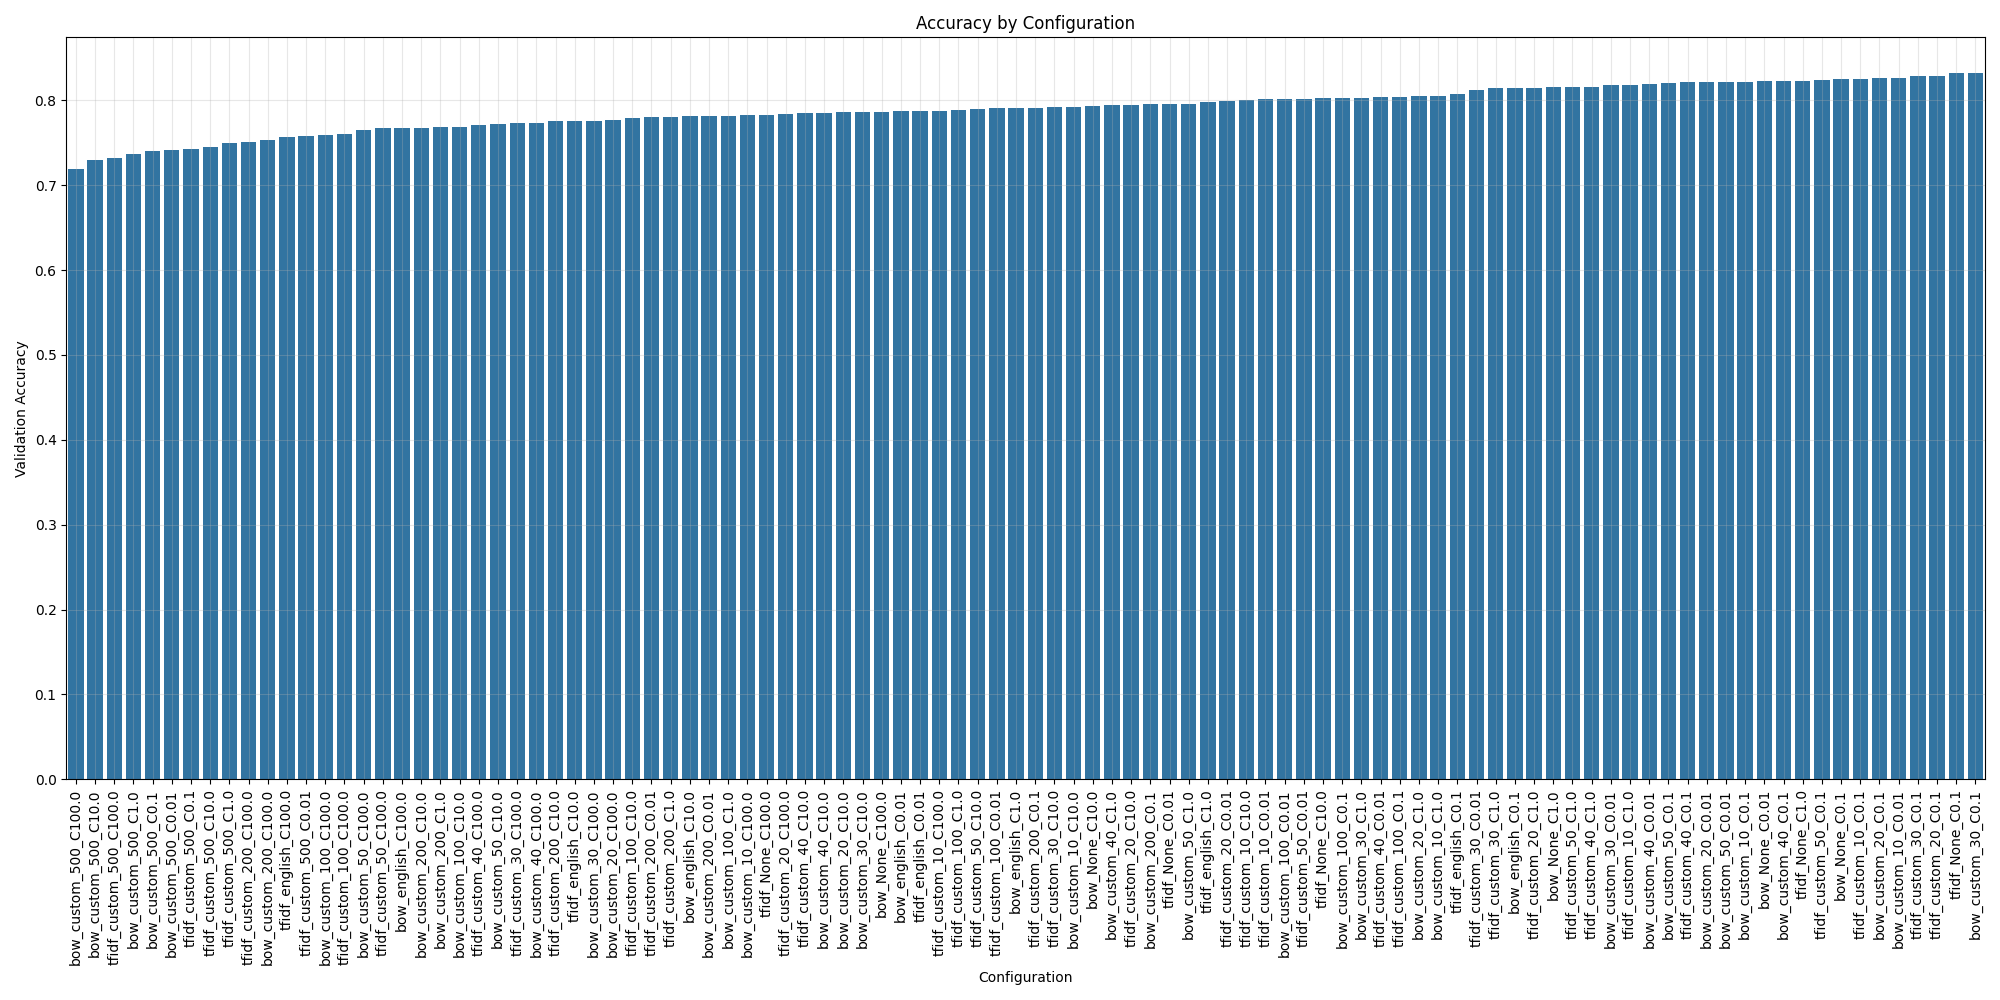 Accuracy by Configuration
Validation Accuracy
0.8
0.7
0.6
0.5
0.4
0.3
0.2
0.1
0.0
bow_custom_500_C100.0
bow_custom_500_C10.0
tfidf_custom_500_C100.0
bow_custom_500_C1.0
bow_custom_500_C0.1
bow_custom_500_C0.01
tfidf_custom_500_C0.1
tfidf_custom_500_C10.0
tfidf_custom_500_C1.0
tfidf_custom_200_C100.0
bow_custom_200_C100.0
tfidf_english_C100.0
tfidf_custom_500_C0.01
bow_custom_100_C100.0
tfidf_custom_100_C100.0
bow_custom_50_C100.0
tfidf_custom_50_C100.0
bow_english_C100.0
bow_custom_200_C10.0
bow_custom_200_C1.0
bow_custom_100_C10.0
tfidf_custom_40_C100.0
bow_custom_50_C10.0
tfidf_custom_30_C100.0
bow_custom_40_C100.0
tfidf_custom_200_C10.0
tfidf_english_C10.0
bow_custom_30_C100.0
bow_custom_20_C100.0
tfidf_custom_100_C10.0
tfidf_custom_200_C0.01
tfidf_custom_200_C1.0
bow_english_C10.0
bow_custom_200_C0.01
bow_custom_100_C1.0
bow_custom_10_C100.0
tfidf_None_C100.0
tfidf_custom_20_C100.0
tfidf_custom_40_C10.0
bow_custom_40_C10.0
bow_custom_20_C10.0
bow_custom_30_C10.0
bow_None_C100.0
bow_english_C0.01
tfidf_english_C0.01
tfidf_custom_10_C100.0
tfidf_custom_100_C1.0
tfidf_custom_50_C10.0
tfidf_custom_100_C0.01
bow_english_C1.0
tfidf_custom_200_C0.1
tfidf_custom_30_C10.0
bow_custom_10_C10.0
bow_None_C10.0
bow_custom_40_C1.0
tfidf_custom_20_C10.0
bow_custom_200_C0.1
tfidf_None_C0.01
bow_custom_50_C1.0
tfidf_english_C1.0
tfidf_custom_20_C0.01
tfidf_custom_10_C10.0
tfidf_custom_10_C0.01
bow_custom_100_C0.01
tfidf_custom_50_C0.01
tfidf_None_C10.0
bow_custom_100_C0.1
bow_custom_30_C1.0
tfidf_custom_40_C0.01
tfidf_custom_100_C0.1
bow_custom_20_C1.0
bow_custom_10_C1.0
tfidf_english_C0.1
tfidf_custom_30_C0.01
tfidf_custom_30_C1.0
bow_english_C0.1
tfidf_custom_20_C1.0
bow_None_C1.0
tfidf_custom_50_C1.0
tfidf_custom_40_C1.0
bow_custom_30_C0.01
tfidf_custom_10_C1.0
bow_custom_40_C0.01
bow_custom_50_C0.1
tfidf_custom_40_C0.1
bow_custom_20_C0.01
bow_custom_50_C0.01
bow_custom_10_C0.1
bow_None_C0.01
bow_custom_40_C0.1
tfidf_None_C1.0
tfidf_custom_50_C0.1
bow_None_C0.1
tfidf_custom_10_C0.1
bow_custom_20_C0.1
bow_custom_10_C0.01
tfidf_custom_30_C0.1
tfidf_custom_20_C0.1
tfidf_None_C0.1
bow_custom_30_C0.1
Configuration